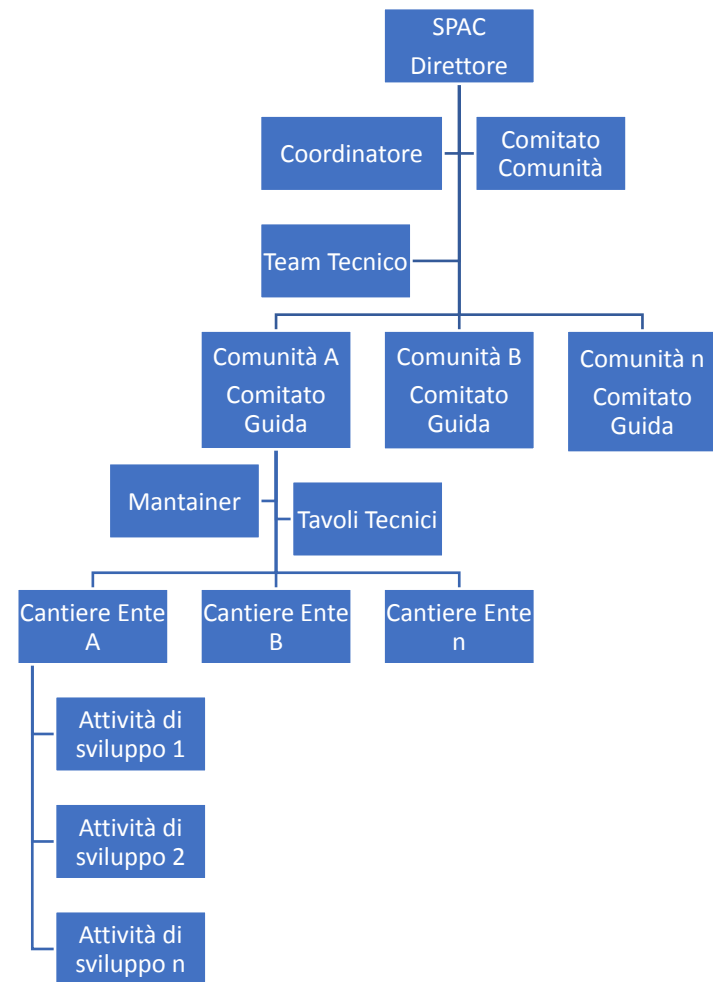 SPAC
Direttore
Coordinatore
Comitato
Comunità
Team Tecnico
Comunità A
Comitato
Guida
Comunità B
Comitato
Guida
Comunità n
Comitato
Guida
Mantainer
Tavoli Tecnici
Cantiere Ente
A
Cantiere Ente
B
Cantiere Ente
n
Attività di
sviluppo 1
Attività di
sviluppo 2
Attività di
sviluppo n